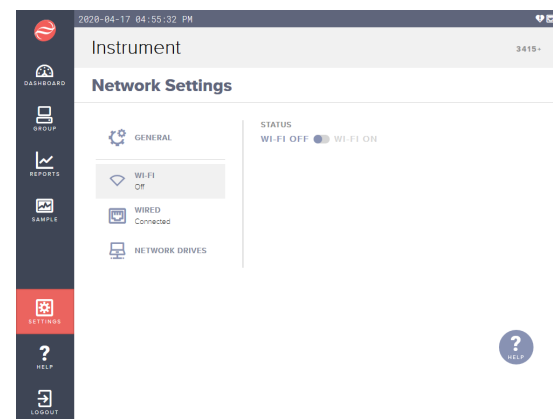 2020-04-17 04:55:32 PM
Instrument
3415-
Network Settings
DASHBOARD
GROUP
REPORTS
SAMPLE
SETTINGS
? HELP
LOGOUT
GENERAL
WI-FI
Off
WIRED
Connected
NETWORK DRIVES
STATUS
WI-FI OFF WI-FI ON
? HELP